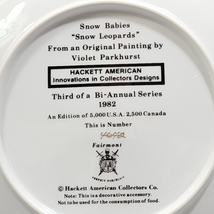 Snow Babies
"Snow Leopards"
From an Original Painting by
Violet Parkhurst
HACKETT AMERICAN
Innovations in Collectors Designs
Third of a Bi-Annual Series
1982
An Edition of 5,000 U.S.A. 2,500 Canada
This is Number
Fairmont
© Hackett American Collectors Co.
Note: This is a decorative accessory.
Not to be used for the consumption of food.